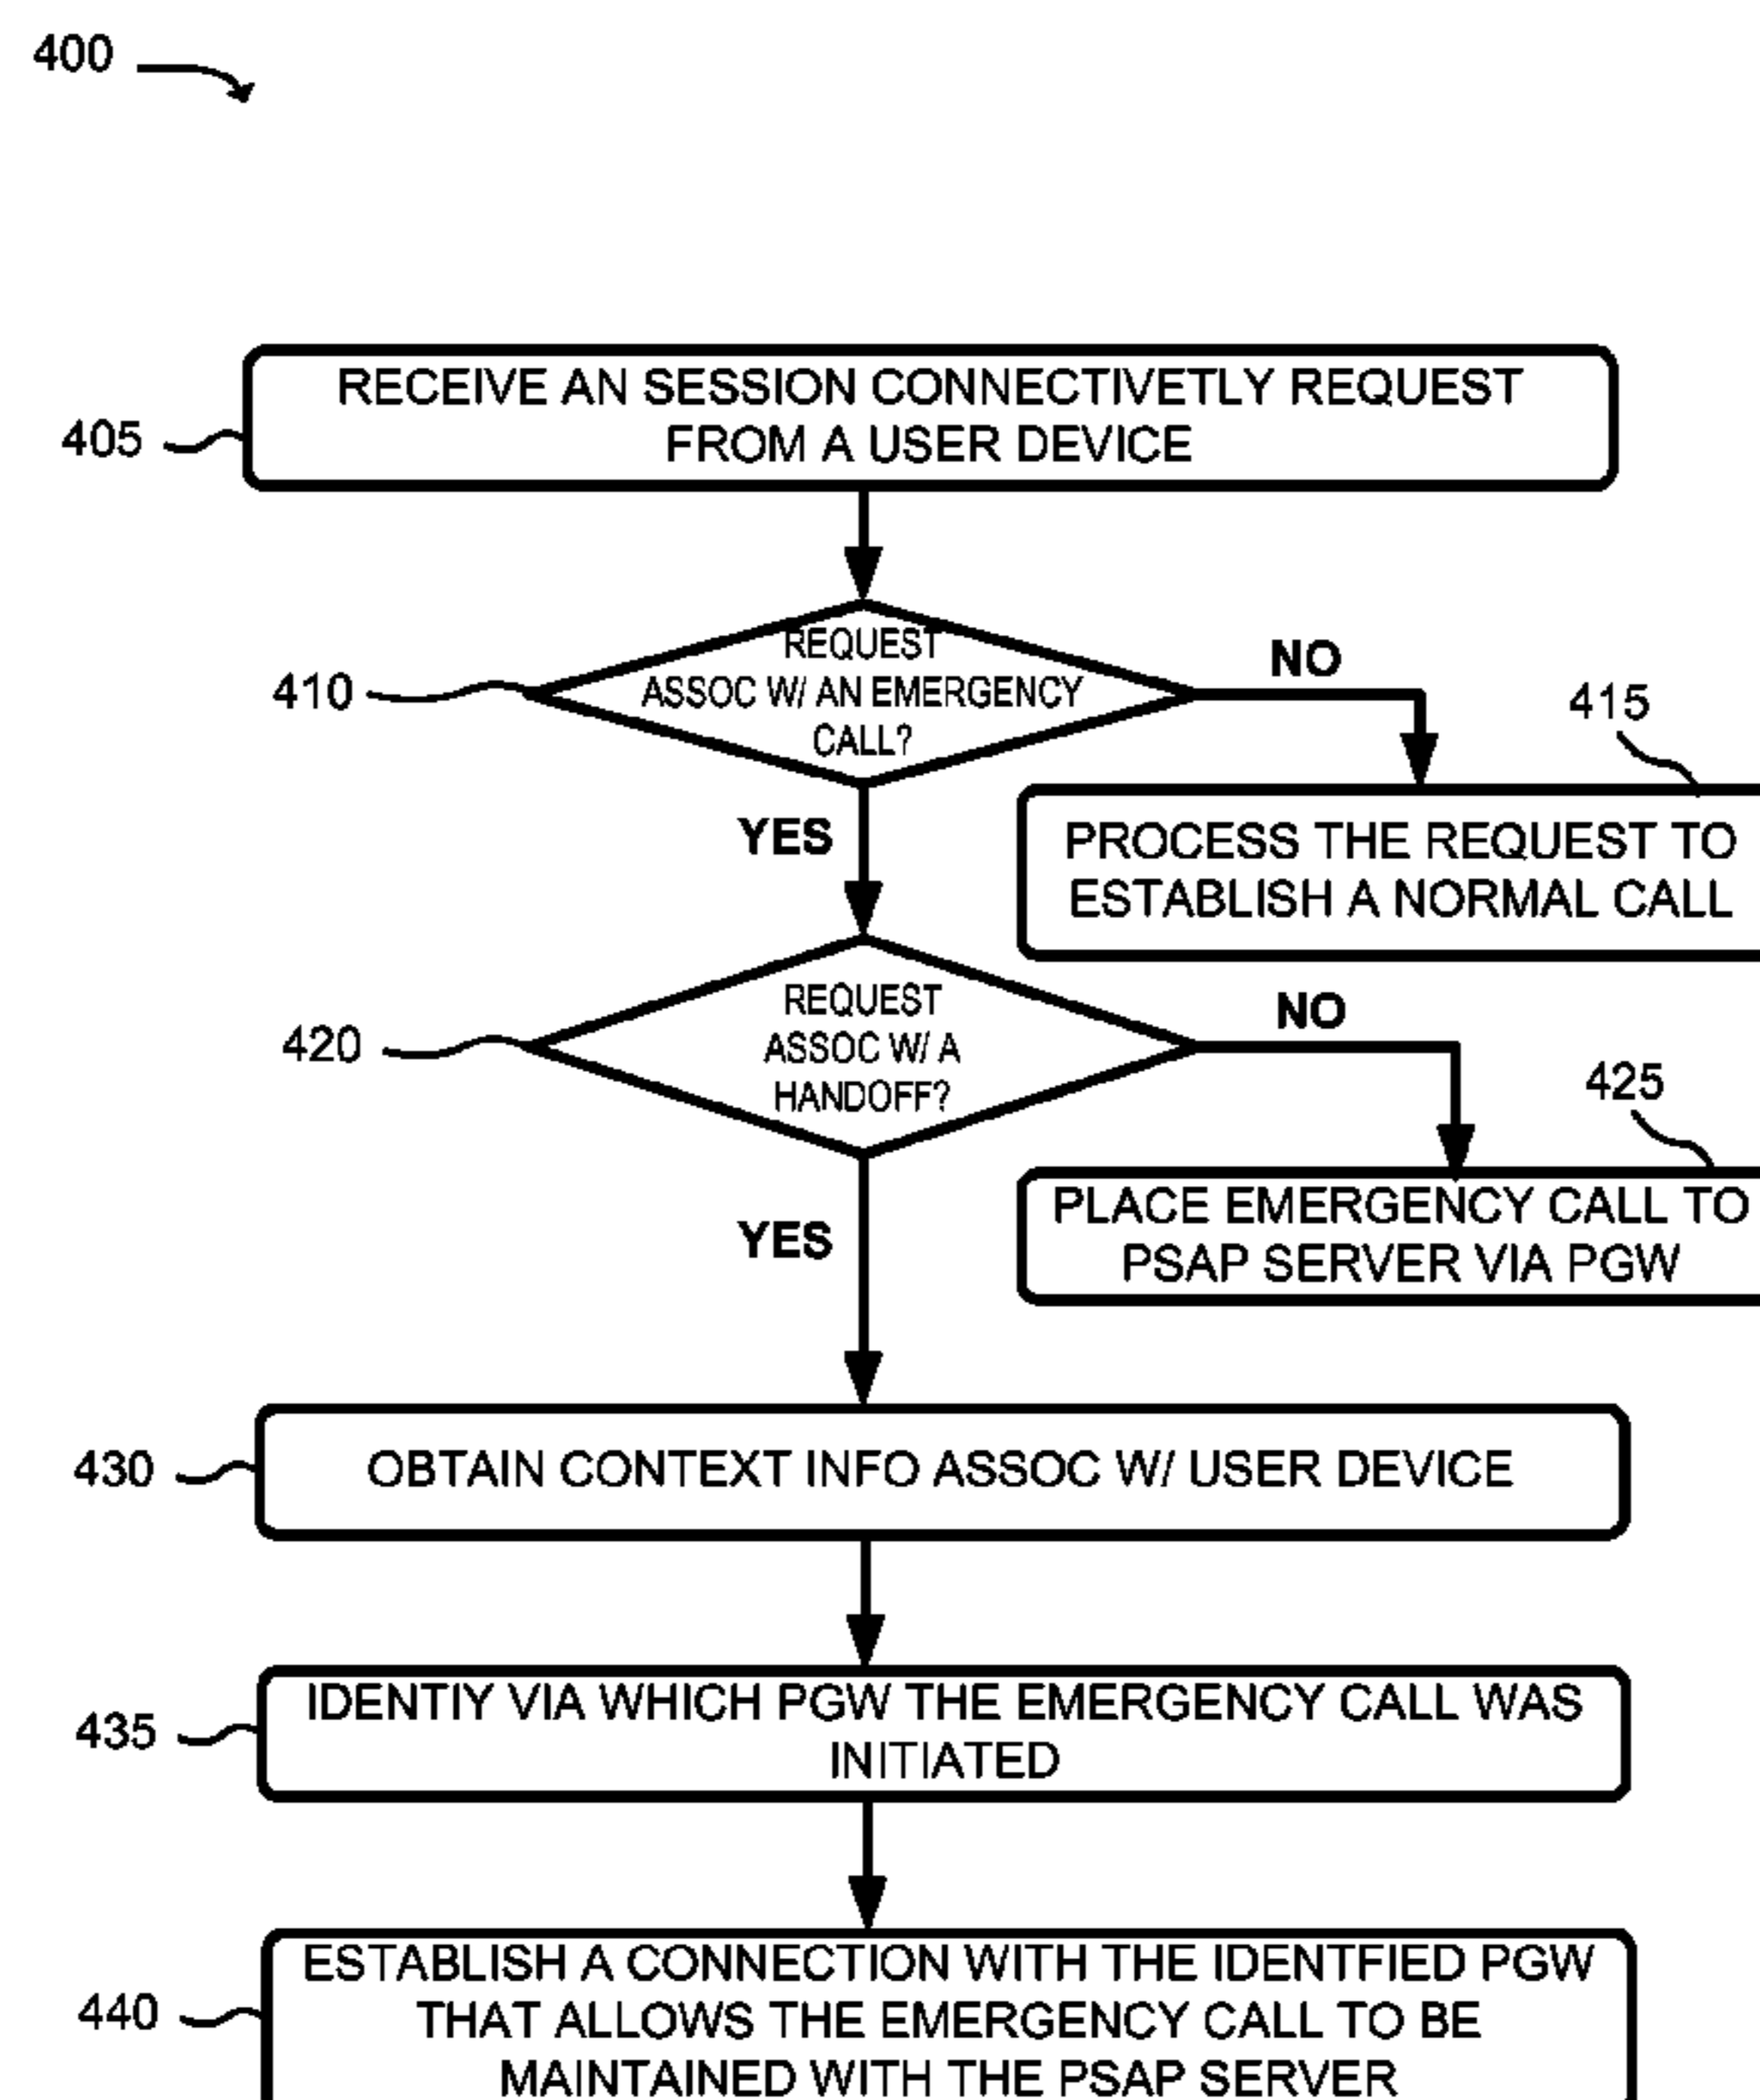 400
RECEIVE AN SESSION CONNECTIVETLY REQUEST
FROM A USER DEVICE
405
REQUEST
ASSOC W/ AN EMERGENCY
CALL?
410
NO
415
YES
PROCESS THE REQUEST TO
ESTABLISH A NORMAL CALL
REQUEST
ASSOC W/ A
HANDOFF?
420
NO
425
YES
PLACE EMERGENCY CALL TO
PSAP SERVER VIA PGW
430
OBTAIN CONTEXT INFO ASSOC W/ USER DEVICE
435
IDENTIY VIA WHICH PGW THE EMERGENCY CALL WAS
INITIATED
440
ESTABLISH A CONNECTION WITH THE IDENTFIED PGW
THAT ALLOWS THE EMERGENCY CALL TO BE
MAINTAINED WITH THE PSAP SERVER